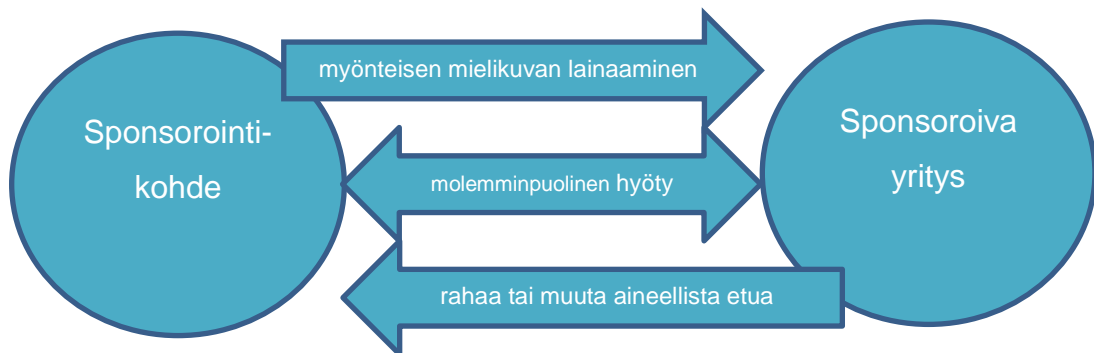 Sponsorointi-
kohde
myönteisen mielikuvan lainaaminen
molemminpuolinen hyöty
rahaa tai muuta aineellista etua
Sponsoroiva
yritys